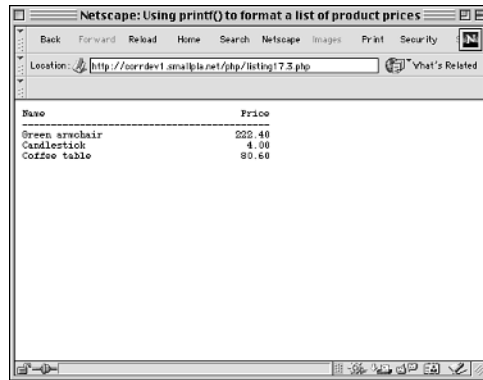 Netscape: Using printf() to format a list of product prices
Back Forward Reload Home Search Netscape Images Print Security
Location: http://corrdev1.smallpla.net/php/listing17.3.php What's Related
Name Price
Green armchair 222.40
Candlestick 4.00
Coffee table 80.60